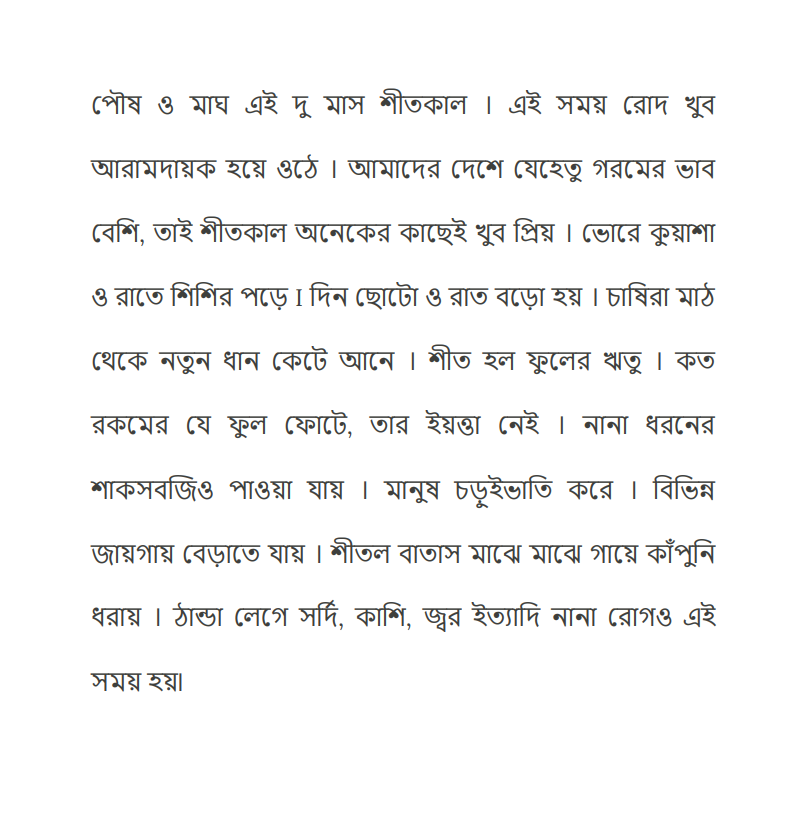 পৌষ ও মাঘ এই দু মাস শীতকাল । এই সময় রোদ খুব
আরামদায়ক হয়ে ওঠে । আমাদের দেশে যেহেতু গরমের ভাব
বেশি, তাই শীতকাল অনেকের কাছেই খুব প্রিয় । ভোরে কুয়াশা
ও রাতে শিশির পড়ে I দিন ছোটো ও রাত বড়ো হয় । চাষিরা মাঠ
থেকে নতুন ধান কেটে আনে । শীত হল ফুলের ঋতু । কত
রকমের যে ফুল ফোটে, তার ইয়ত্তা নেই । নানা ধরনের
শাকসবজিও পাওয়া যায় । মানুষ চড়ুইভাতি করে । বিভিন্ন
জায়গায় বেড়াতে যায় । শীতল বাতাস মাঝে মাঝে গায়ে কাঁপুনি
ধরায় । ঠান্ডা লেগে সর্দি, কাশি, জ্বর ইত্যাদি নানা রোগও এই
সময় হয়l